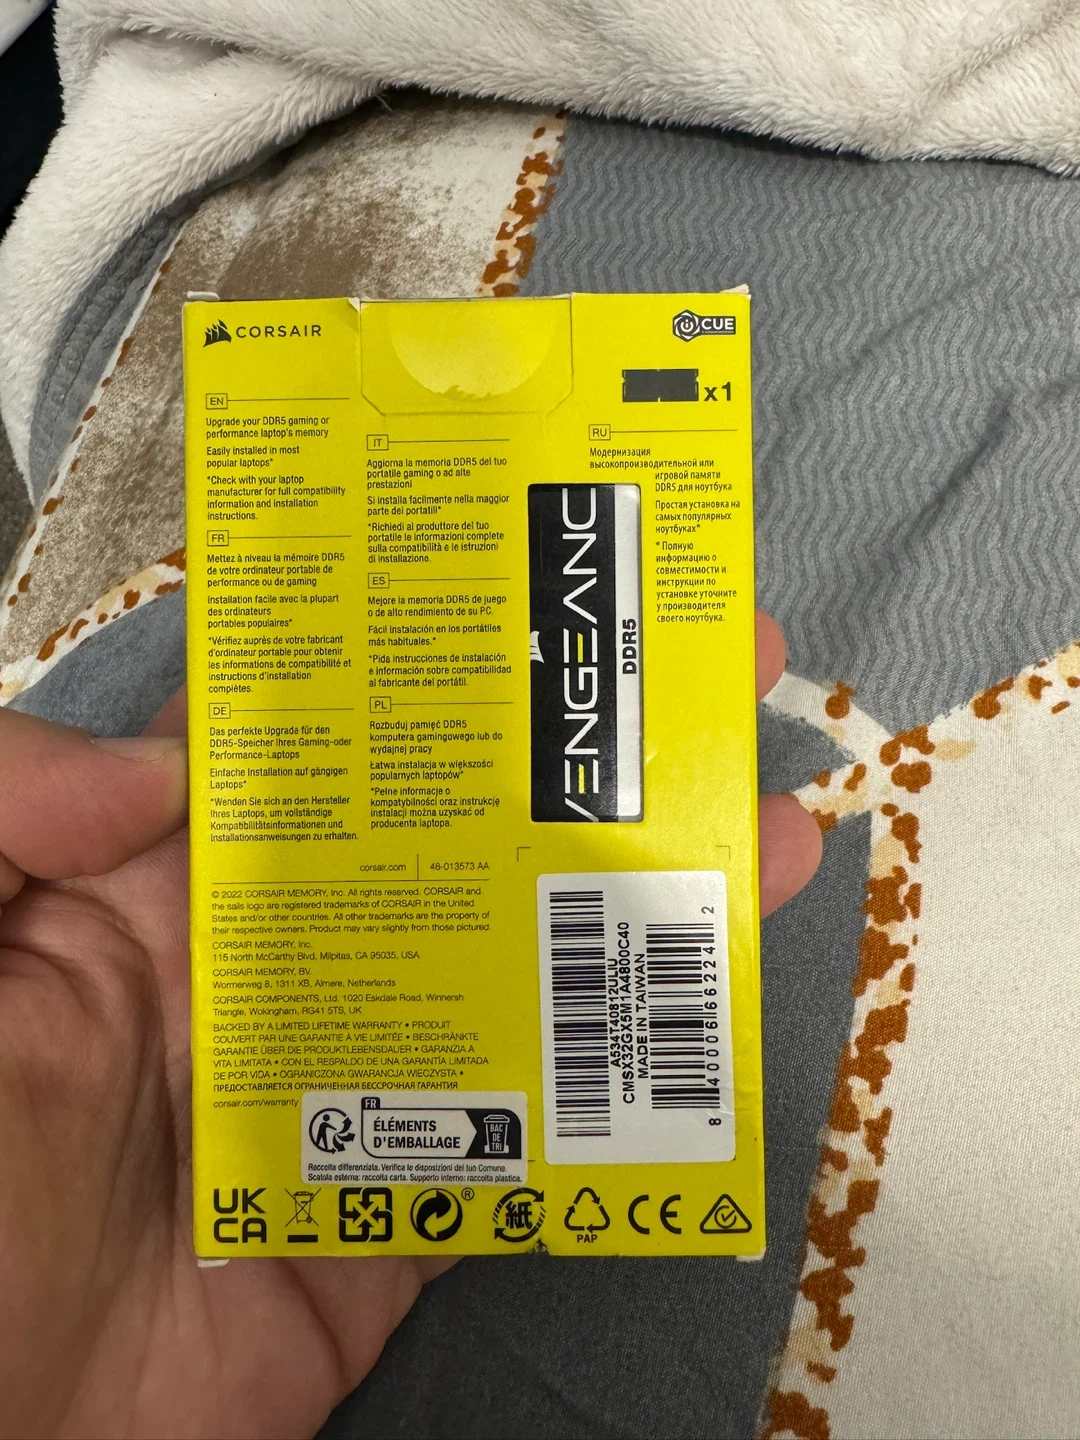 CORSAIR
iCUE
x1
EN
Upgrade your DDR5 gaming or
performance laptop's memory
Easily installed in most
popular laptops*
*Check with your laptop
manufacturer for full compatibility
information and installation
instructions.
FR
Mettez à niveau la mémoire DDR5
de votre ordinateur portable de
performance ou de gaming
Installation facile avec la plupart
des ordinateurs
portables populaires*
*Vérifiez auprès de votre fabricant
d'ordinateur portable pour obtenir
les informations de compatibilité et
instructions d'installation
complètes.
DE
Das perfekte Upgrade für den
DDR5-Speicher Ihres Gaming-oder
Performance-Laptops
Einfache Installation auf gängigen
Laptops*
*Wenden Sie sich an den Hersteller
Ihres Laptops, um vollständige
Kompatibilitätsinformationen und
Installationsanweisungen zu erhalten.
IT
Aggiorna la memoria DDR5 del tuo
portatile gaming o ad alte
prestazioni
Si installa facilmente nella maggior
parte dei portatili*
*Richiedi al produttore del tuo
portatile le informazioni complete
sulla compatibilità e le istruzioni
di installazione.
ES
Mejore la memoria DDR5 de juego
o de alto rendimiento de su PC.
Fácil instalación en los portátiles
más habituales.*
*Pida instrucciones de instalación
e información sobre compatibilidad
al fabricante del portátil.
PL
Rozbuduj pamięć DDR5
komputera gamingowego lub do
wydajnej pracy
Łatwa instalacja w większości
popularnych laptopów*
*Pełne informacje o
kompatybilności oraz instrukcję
instalacji można uzyskać od
producenta laptopa.
RU
Модернизация
высокопроизводительной или
игровой памяти
DDR5 для ноутбука
Простая установка на
самых популярных
ноутбуках*
* Полную
информацию о
совместимости и
инструкции по
установке уточните
у производителя
своего ноутбука.
VENGEANC
DDR5
corsair.com
48-013573 AA
© 2022 CORSAIR MEMORY, Inc. All rights reserved. CORSAIR and
the sails logo are registered trademarks of CORSAIR in the United
States and/or other countries. All other trademarks are the property of
their respective owners. Product may vary slightly from those pictured.
CORSAIR MEMORY, Inc.
115 North McCarthy Blvd, Milpitas, CA 95035, USA
CORSAIR MEMORY, BV
Wormerweg 8, 1311 XB, Almere, Netherlands
CORSAIR COMPONENTS, Ltd. 1020 Eskdale Road, Winnersh
Triangle, Wokingham, RG41 5TS, UK
BACKED BY A LIMITED LIFETIME WARRANTY • PRODUIT
COUVERT PAR UNE GARANTIE À VIE LIMITÉE • BESCHRÄNKTE
GARANTIE ÜBER DIE PRODUKTLEBENSDAUER • GARANZIA A
VITA LIMITATA • CON EL RESPALDO DE UNA GARANTÍA LIMITADA
DE POR VIDA • OGRANICZONA GWARANCJA WIECZYSTA •
ПРЕДОСТАВЛЯЕТСЯ ОГРАНИЧЕННАЯ БЕССРОЧНАЯ ГАРАНТИЯ
corsair.com/warranty
A534T40812ULIU
CMSX32GX5M1A4800C40
MADE IN TAIWAN
8 40006 66224 2
FR
ÉLÉMENTS
D'EMBALLAGE
BAC
DE
TRI
Raccolta differenziata. Verifica le disposizioni del tuo Comune.
Scatola esterna: raccolta carta. Supporto interno: raccolta plastica.
UK
CA
®
紙
PAP
CE